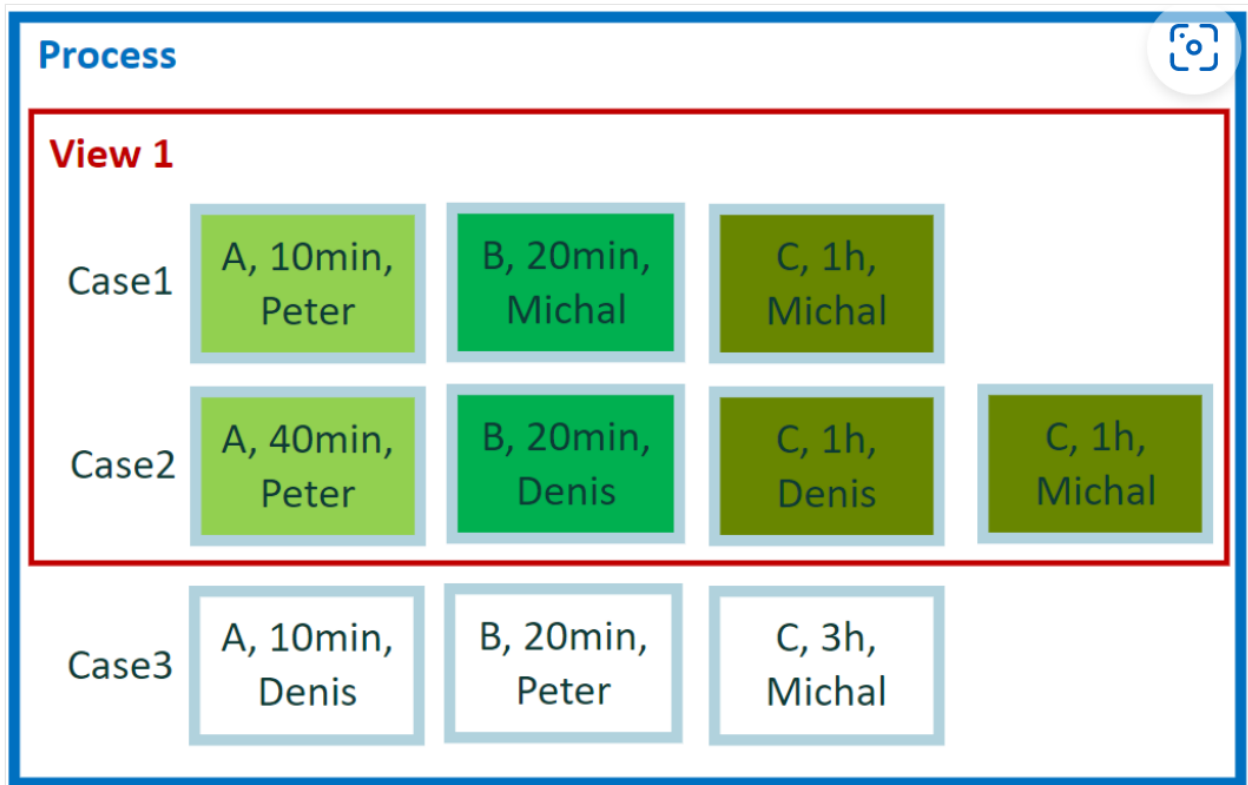 Process
View 1
Case1
A, 10min,
Peter
B, 20min,
Michal
C, 1h,
Michal
Case2
A, 40min,
Peter
B, 20min,
Denis
C, 1h,
Denis
C, 1h,
Michal
Case3
A, 10min,
Denis
B, 20min,
Peter
C, 3h,
Michal